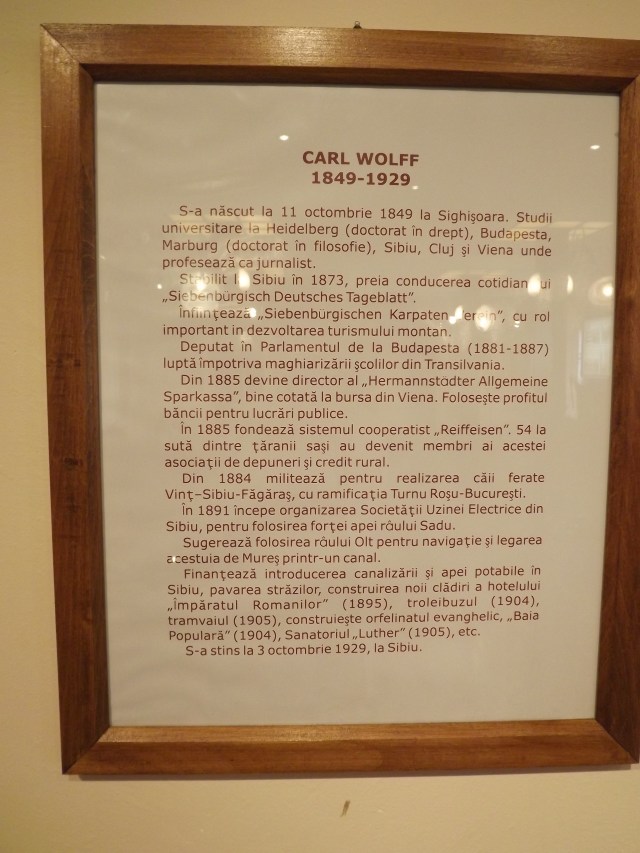 CARL WOLFF
1849-1929
S-a născut la 11 octombrie 1849 la Sighişoara. Studii
universitare la Heidelberg (doctorat în drept), Budapesta,
Marburg (doctorat în filosofie), Sibiu, Cluj şi Viena unde
profesează ca jurnalist.
Stabilit la Sibiu în 1873, preia conducerea cotidianului
„Siebenbürgisch Deutsches Tageblatt”.
Înfiinţează „Siebenbürgischen Karpaten Verein”, cu rol
important in dezvoltarea turismului montan.
Deputat în Parlamentul de la Budapesta (1881-1887)
luptă împotriva maghiarizării şcolilor din Transilvania.
Din 1885 devine director al „Hermannstädter Allgemeine
Sparkassa”, bine cotată la bursa din Viena. Foloseşte profitul
băncii pentru lucrări publice.
În 1885 fondează sistemul cooperatist „Reiffeisen”. 54 la
sută dintre ţăranii saşi au devenit membri ai acestei
asociaţii de depuneri şi credit rural.
Din 1884 militează pentru realizarea căii ferate
Vinţ–Sibiu-Făgăraş, cu ramificaţia Turnu Roşu-Bucureşti.
În 1891 începe organizarea Societăţii Uzinei Electrice din
Sibiu, pentru folosirea forţei apei râului Sadu.
Sugerează folosirea râului Olt pentru navigaţie şi legarea
acestuia de Mureş printr-un canal.
Finanţează introducerea canalizării şi apei potabile în
Sibiu, pavarea străzilor, construirea noii clădiri a hotelului
„Împăratul Romanilor” (1895), troleibuzul (1904),
tramvaiul (1905), construieşte orfelinatul evanghelic, „Baia
Populară” (1904), Sanatoriul „Luther” (1905), etc.
S-a stins la 3 octombrie 1929, la Sibiu.